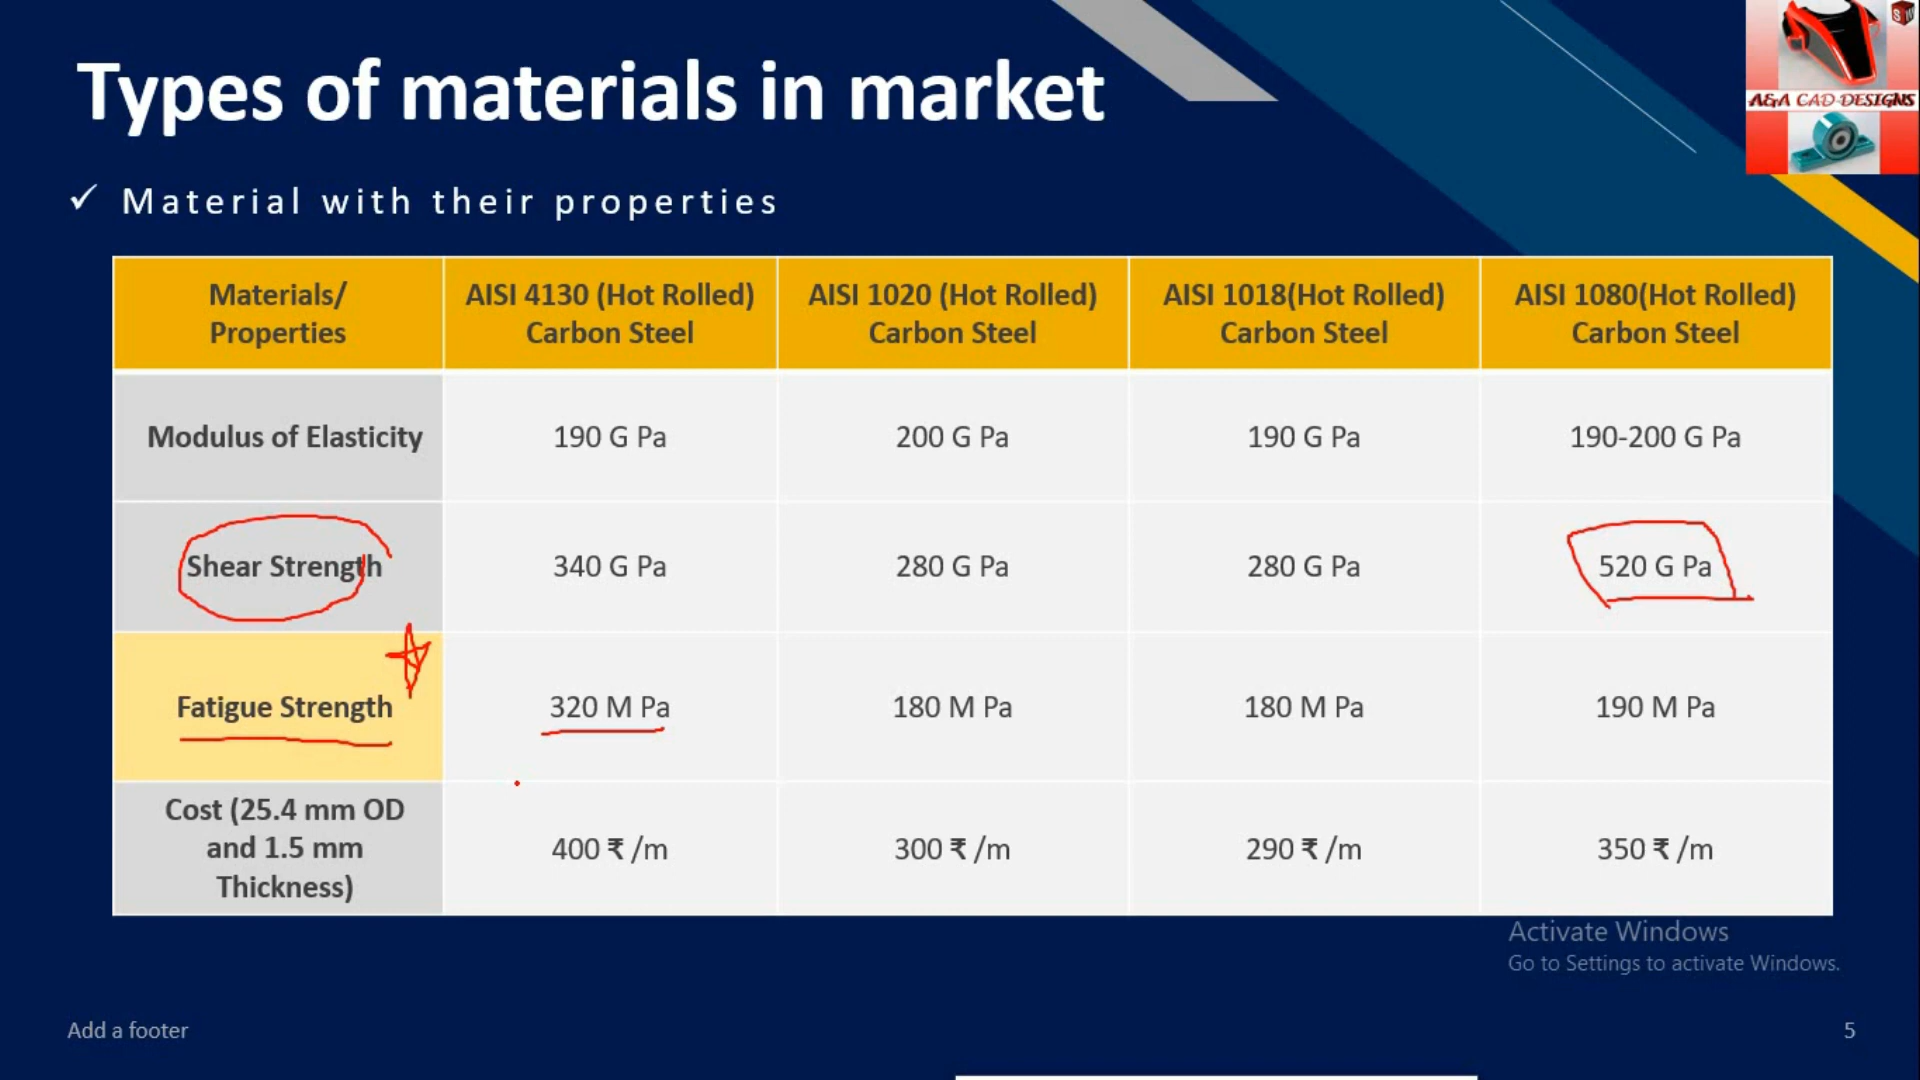 Types of materials in market
A&A CAD DESIGNS
✓ Material with their properties
Materials/
Properties
AISI 4130 (Hot Rolled)
Carbon Steel
AISI 1020 (Hot Rolled)
Carbon Steel
AISI 1018(Hot Rolled)
Carbon Steel
AISI 1080(Hot Rolled)
Carbon Steel
Modulus of Elasticity
190 G Pa
200 G Pa
190 G Pa
190-200 G Pa
Shear Strength
340 G Pa
280 G Pa
280 G Pa
520 G Pa
Fatigue Strength
320 M Pa
180 M Pa
180 M Pa
190 M Pa
Cost (25.4 mm OD
and 1.5 mm
Thickness)
400 ₹ /m
300 ₹ /m
290 ₹ /m
350 ₹ /m
Activate Windows
Go to Settings to activate Windows.
Add a footer
5